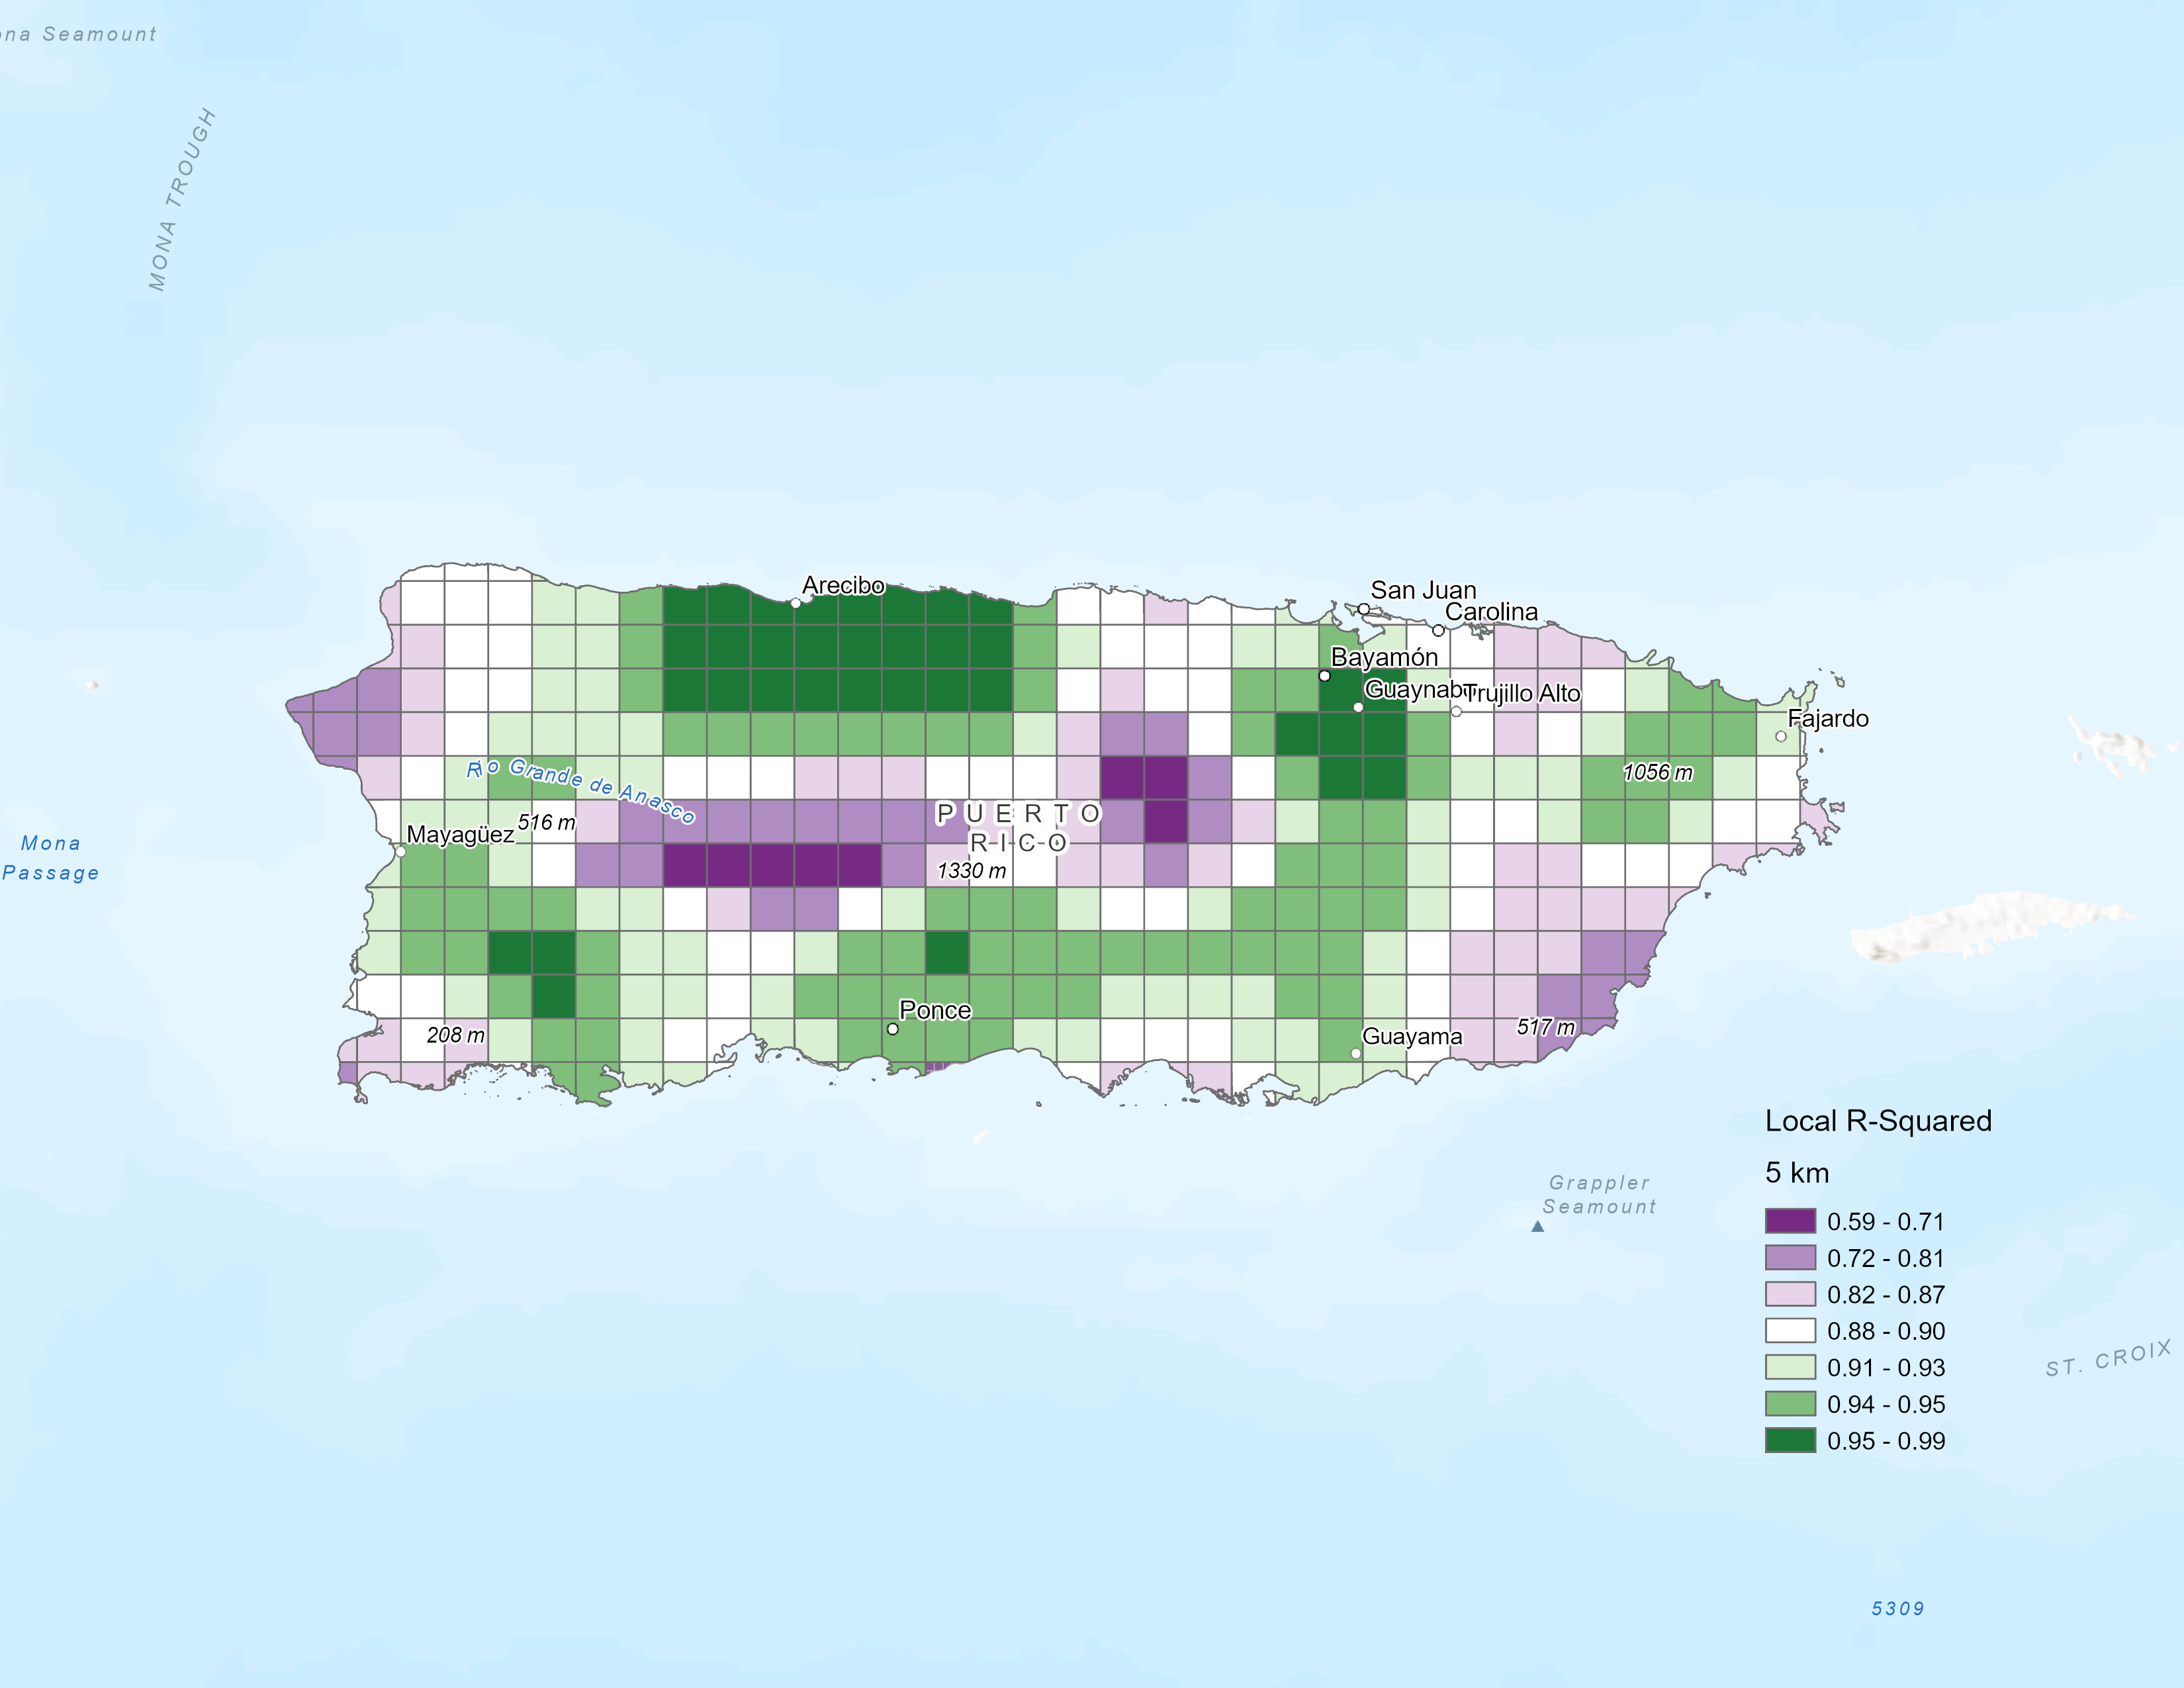 na Seamount
MONA TROUGH
Arecibo
San Juan
Carolina
Bayamón
Guaynabo
Trujillo Alto
Fajardo
Rio Grande de Anasco
1056 m
PUERTO
RICO
516 m
Mayagüez
Mona
Passage
1330 m
Ponce
208 m
517 m
Guayama
Local R-Squared
5 km
Grappler
Seamount
0.59 - 0.71
0.72 - 0.81
0.82 - 0.87
0.88 - 0.90
0.91 - 0.93
0.94 - 0.95
0.95 - 0.99
ST. CROIX
5309